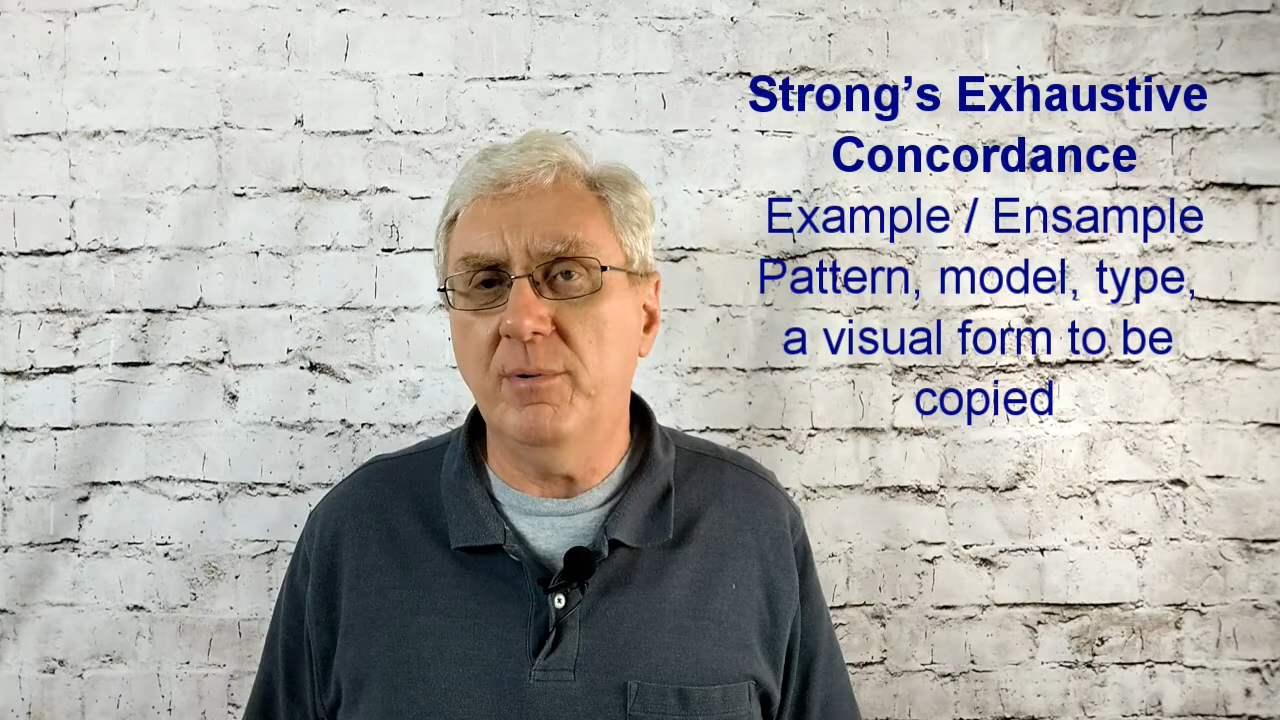 Strong’s Exhaustive
Concordance
Example / Ensample
Pattern, model, type,
a visual form to be
copied